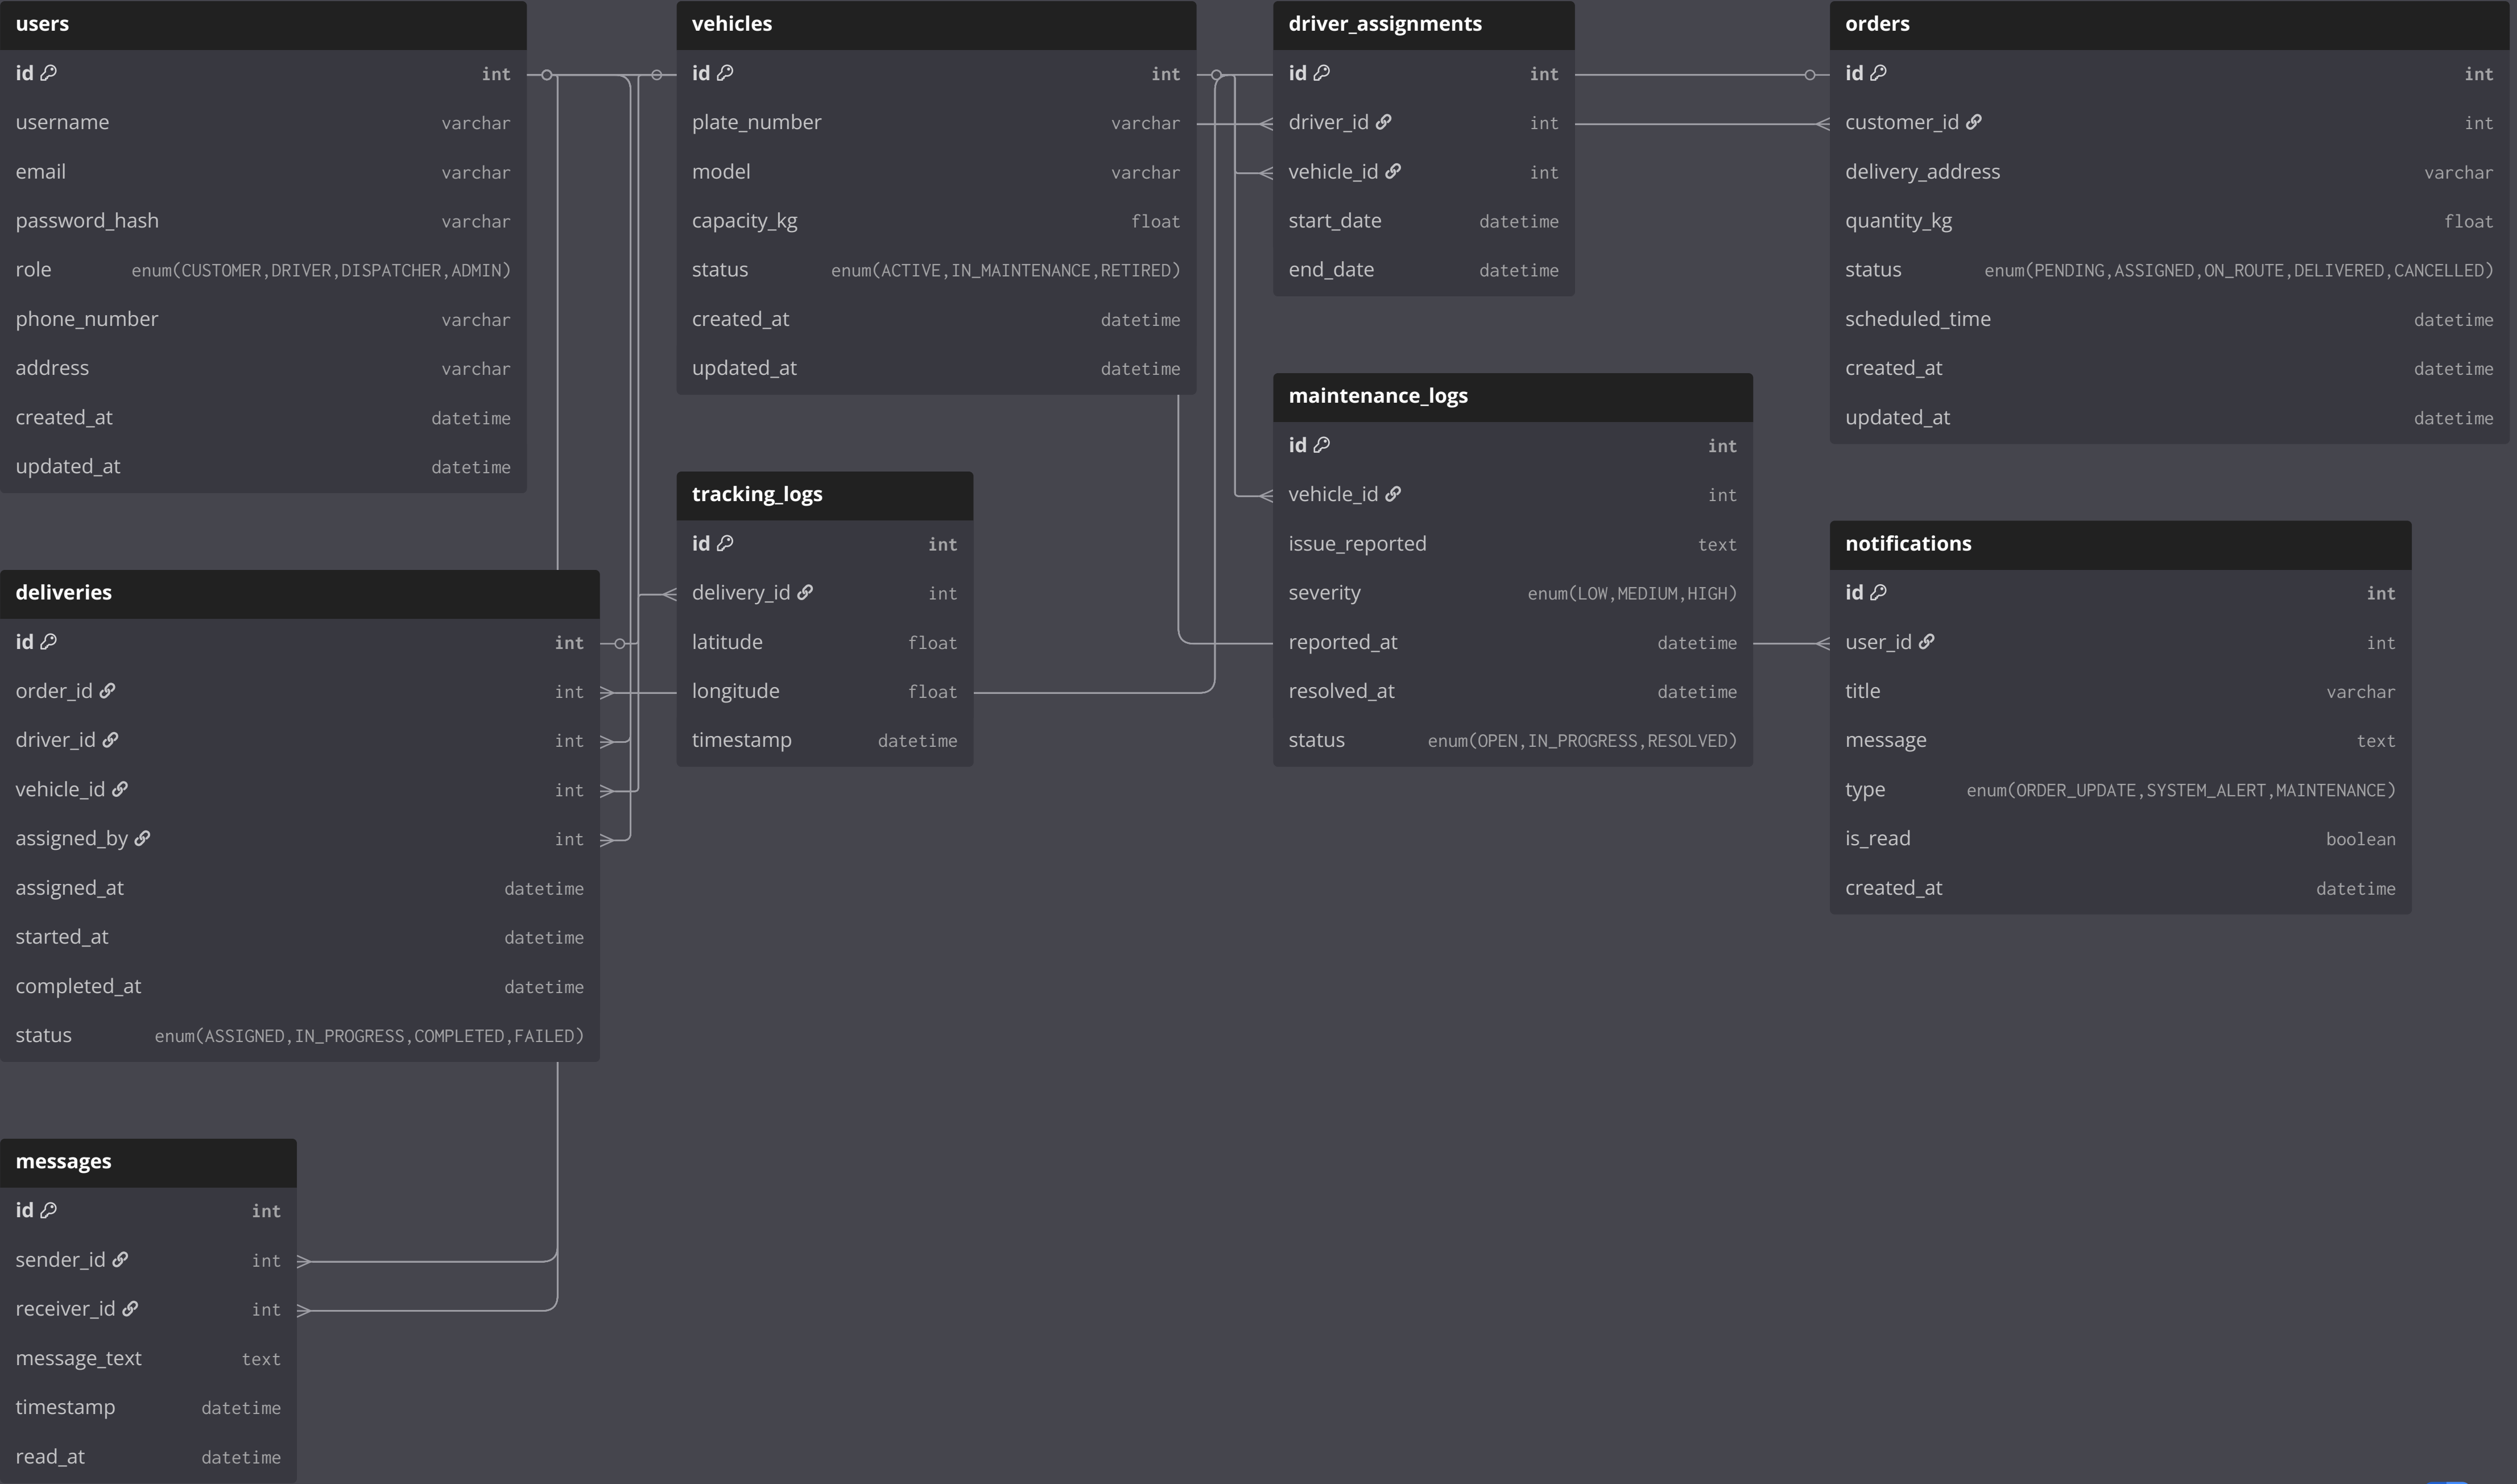 users
id int
username varchar
email varchar
password_hash varchar
role enum(CUSTOMER,DRIVER,DISPATCHER,ADMIN)
phone_number varchar
address varchar
created_at datetime
updated_at datetime
vehicles
id int
plate_number varchar
model varchar
capacity_kg float
status enum(ACTIVE,IN_MAINTENANCE,RETIRED)
created_at datetime
updated_at datetime
driver_assignments
id int
driver_id int
vehicle_id int
start_date datetime
end_date datetime
orders
id int
customer_id int
delivery_address varchar
quantity_kg float
status enum(PENDING,ASSIGNED,ON_ROUTE,DELIVERED,CANCELLED)
scheduled_time datetime
created_at datetime
updated_at datetime
maintenance_logs
id int
vehicle_id int
issue_reported text
severity enum(LOW,MEDIUM,HIGH)
reported_at datetime
resolved_at datetime
status enum(OPEN,IN_PROGRESS,RESOLVED)
tracking_logs
id int
delivery_id int
latitude float
longitude float
timestamp datetime
notifications
id int
user_id int
title varchar
message text
type enum(ORDER_UPDATE,SYSTEM_ALERT,MAINTENANCE)
is_read boolean
created_at datetime
deliveries
id int
order_id int
driver_id int
vehicle_id int
assigned_by int
assigned_at datetime
started_at datetime
completed_at datetime
status enum(ASSIGNED,IN_PROGRESS,COMPLETED,FAILED)
messages
id int
sender_id int
receiver_id int
message_text text
timestamp datetime
read_at datetime